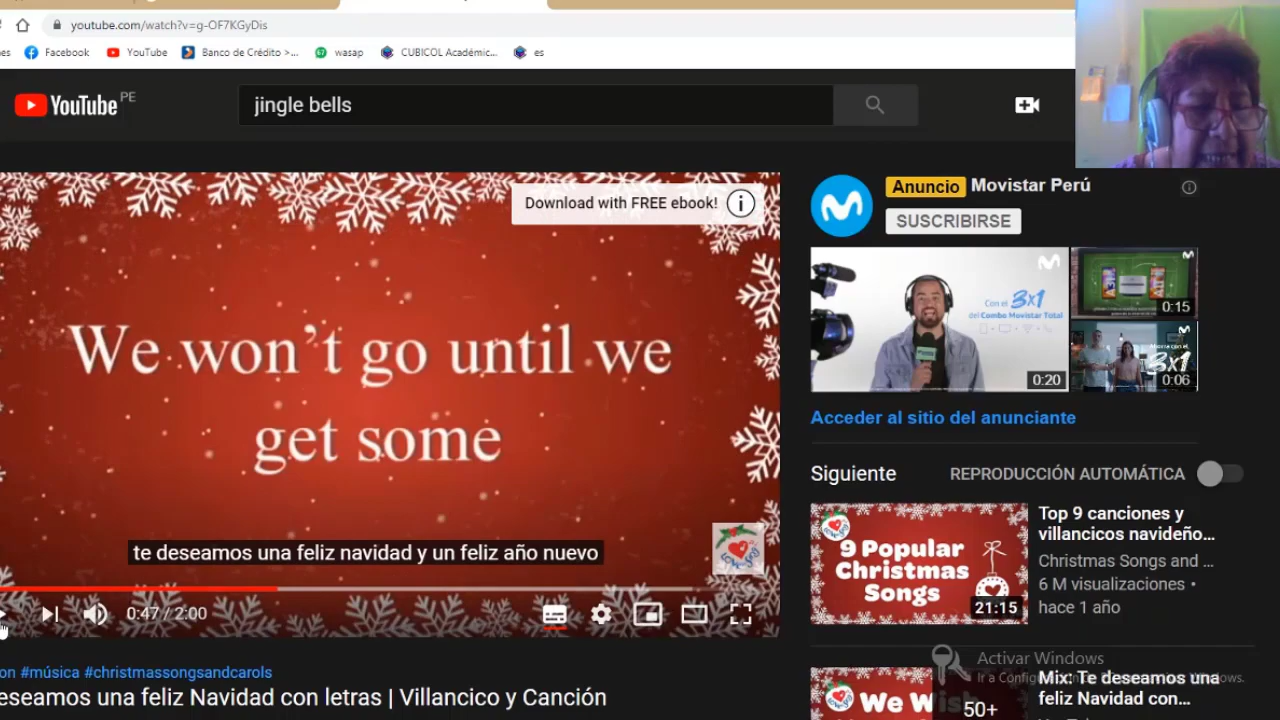 youtube.com/watch?v=g-OF7KGyDis
es Facebook YouTube Banco de Crédito >... wasap CUBICOL Académic... es
YouTube PE
jingle bells
Download with FREE ebook!
We won't go until we
get some
te deseamos una feliz navidad y un feliz año nuevo
0:47 / 2:00
on #música #christmassongsandcarols
eseamos una feliz Navidad con letras | Villancico y Canción
Anuncio Movistar Perú
SUSCRIBIRSE
Con el 3x1
del Combo Movistar Total
0:20
0:15
3x1
0:06
Acceder al sitio del anunciante
Siguiente REPRODUCCIÓN AUTOMÁTICA
9 Popular
Christmas
Songs
21:15
Top 9 canciones y
villancicos navideño...
Christmas Songs and ...
6 M visualizaciones •
hace 1 año
Activar Windows
We W
50+
Mix: Te deseamos una
feliz Navidad con...